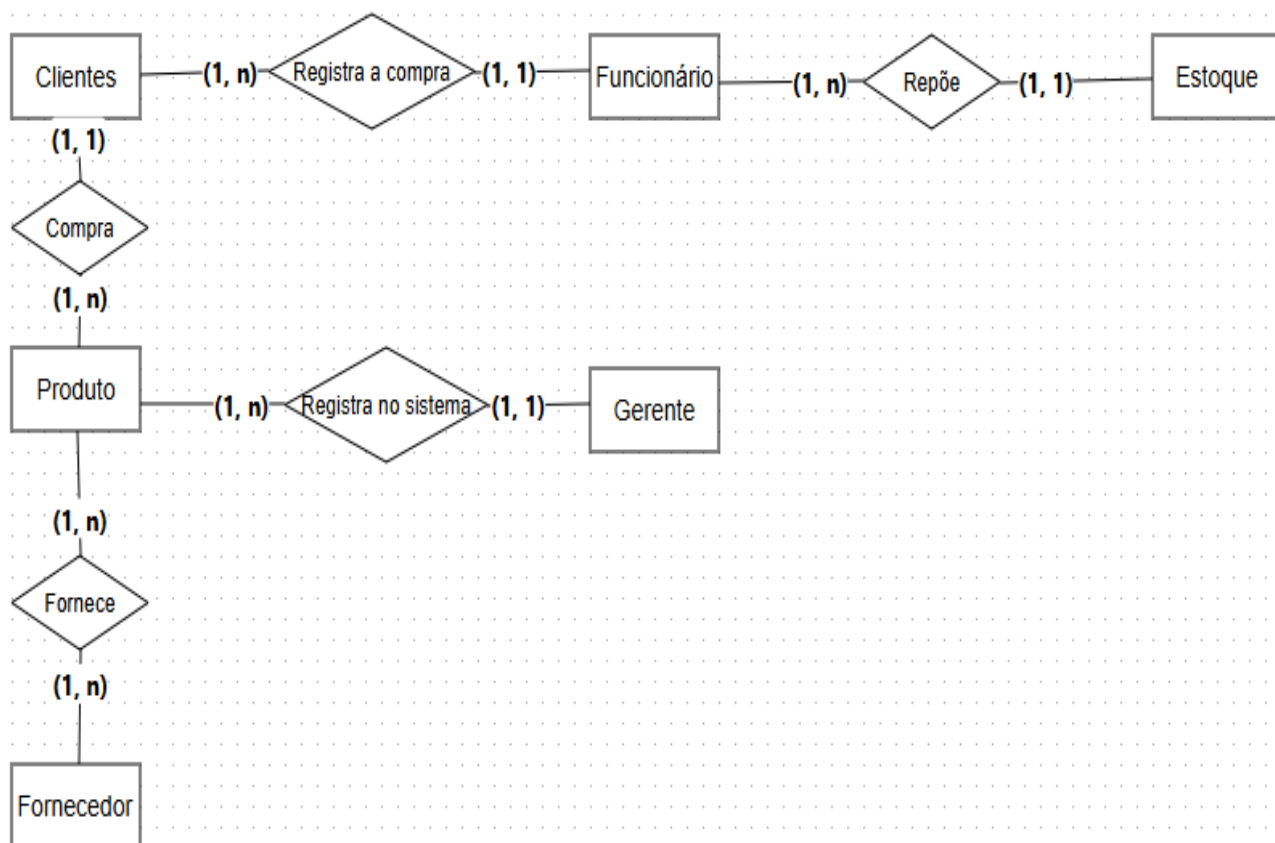 Clientes
(1, n)
Registra a compra
(1, 1)
Funcionário
(1, n)
Repõe
(1, 1)
Estoque
(1, 1)
Compra
(1, n)
Produto
(1, n)
Registra no sistema
(1, 1)
Gerente
(1, n)
Fornece
(1, n)
Fornecedor